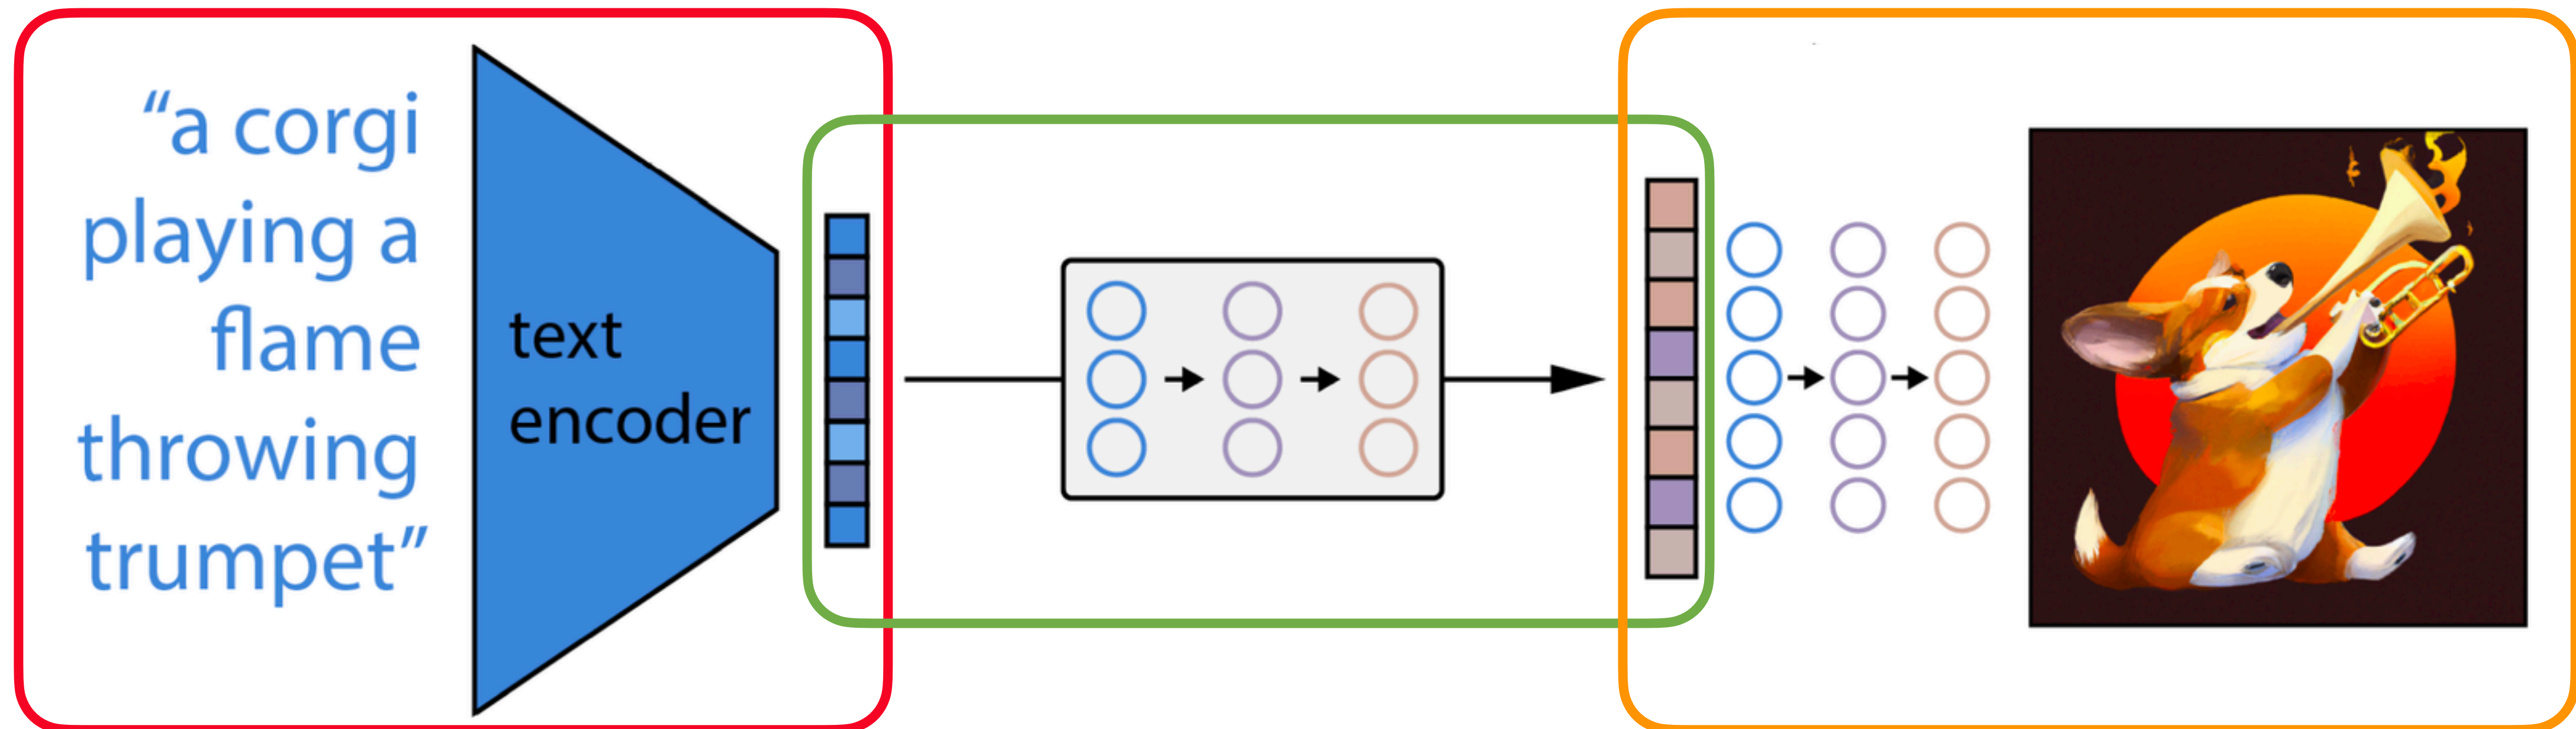 “a corgi
playing a
flame
throwing
trumpet”
text
encoder